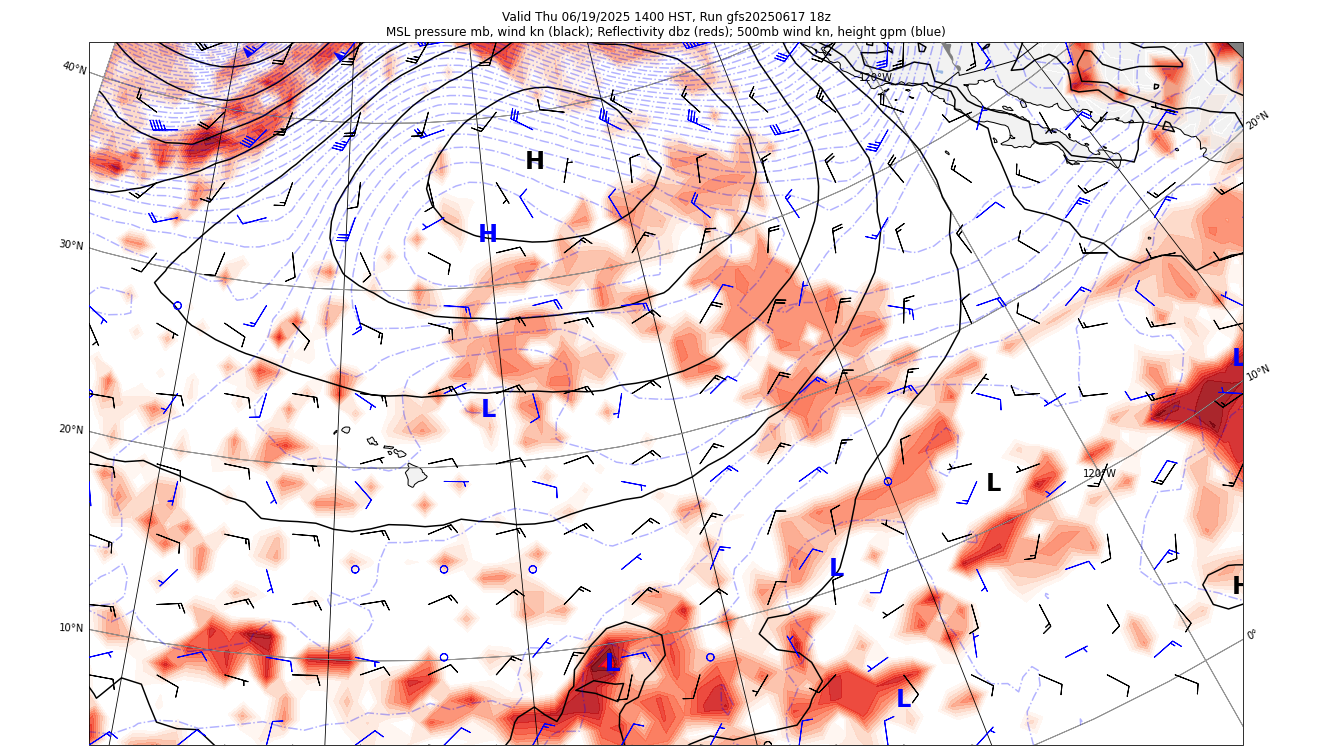 Valid Thu 06/19/2025 1400 HST, Run gfs20250617 18z
MSL pressure mb, wind kn (black); Reflectivity dbz (reds); 500mb wind kn, height gpm (blue)
40°N
120°W
20°N
H
H
30°N
L
10°N
L
20°N
120°W
L
L
H
10°N
0°
L
L